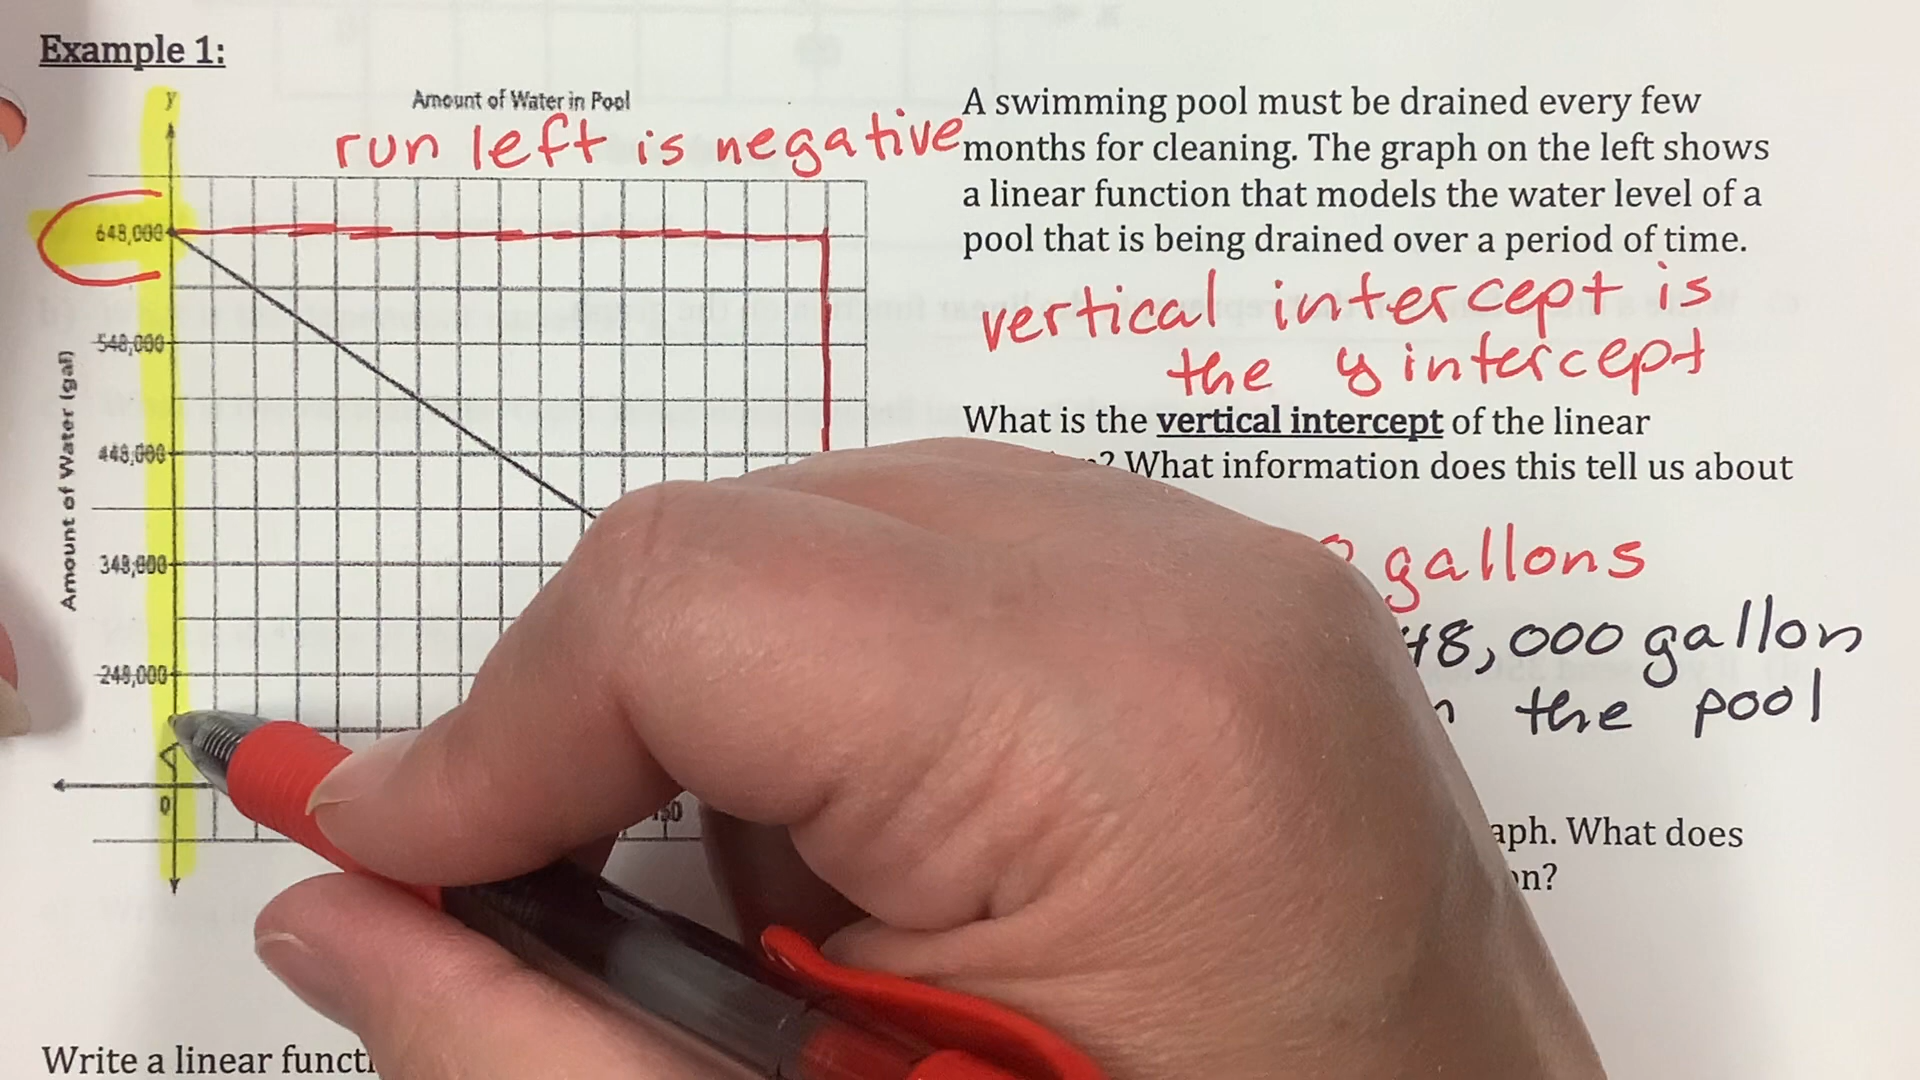 Example 1:
y
Amount of Water in Pool
run left is negative
648,000
548,000
448,000
348,000
248,000
0
Amount of Water (gal)
A swimming pool must be drained every few
months for cleaning. The graph on the left shows
a linear function that models the water level of a
pool that is being drained over a period of time.
vertical intercept is
the y intercept
What is the vertical intercept of the linear
? What information does this tell us about
gallons
48,000 gallon
the pool
What does
Write a linear